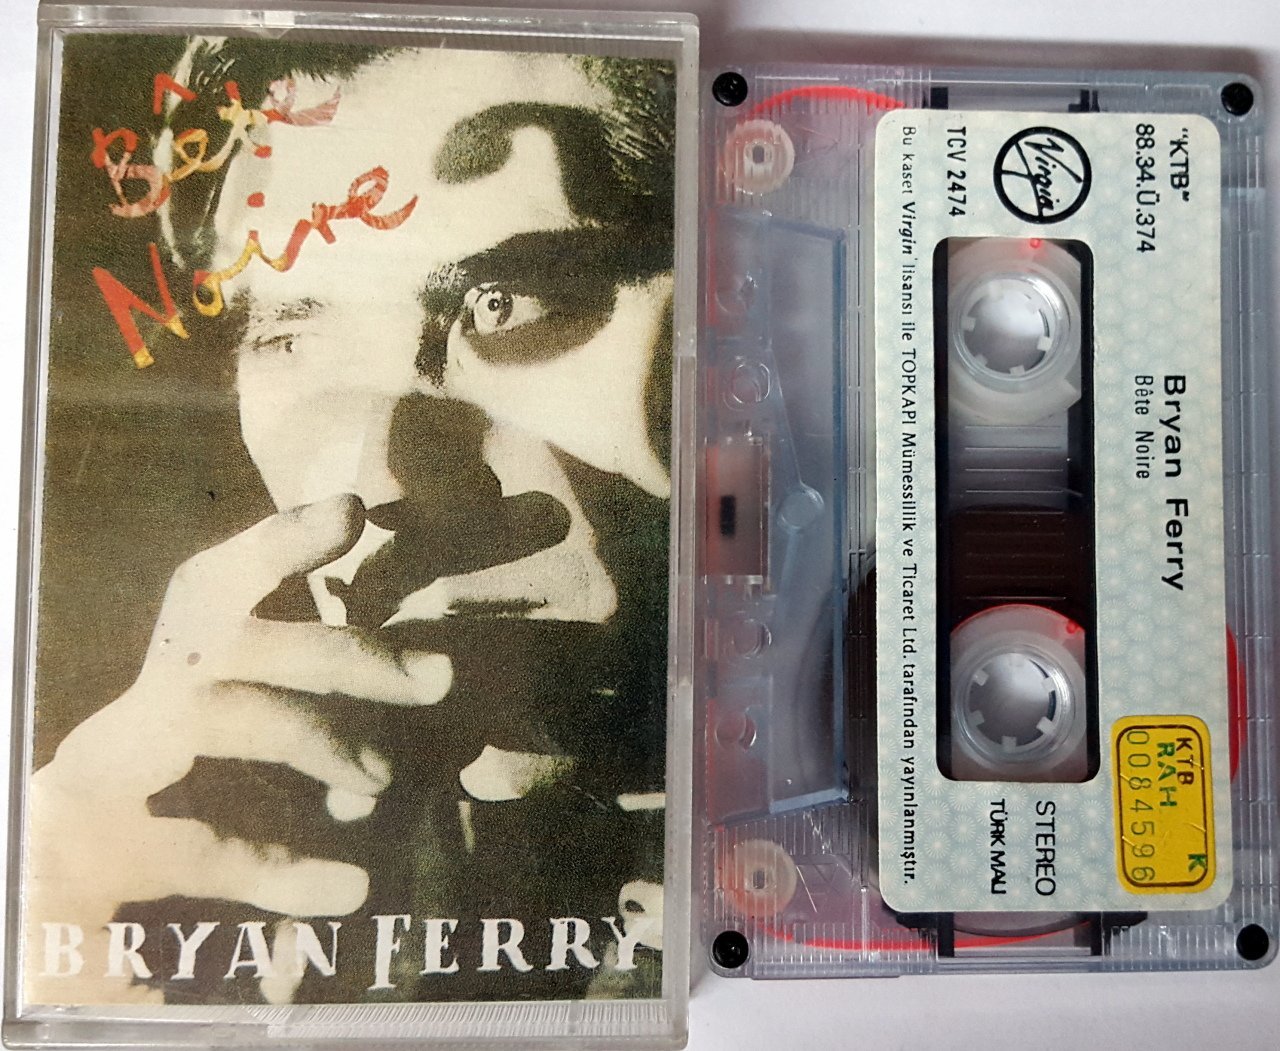 Bête
Noire
BRYAN FERRY
"KTB"
88.34.Ü.374
Virgin
TCV 2474
Bryan Ferry
Bête Noire
Bu kaset Virgin lisansı ile TOPKAPI Mümessillik ve Ticaret Ltd. tarafından yayınlanmıştır.
STEREO
TÜRK MALI
KTB K
RAH
0084596